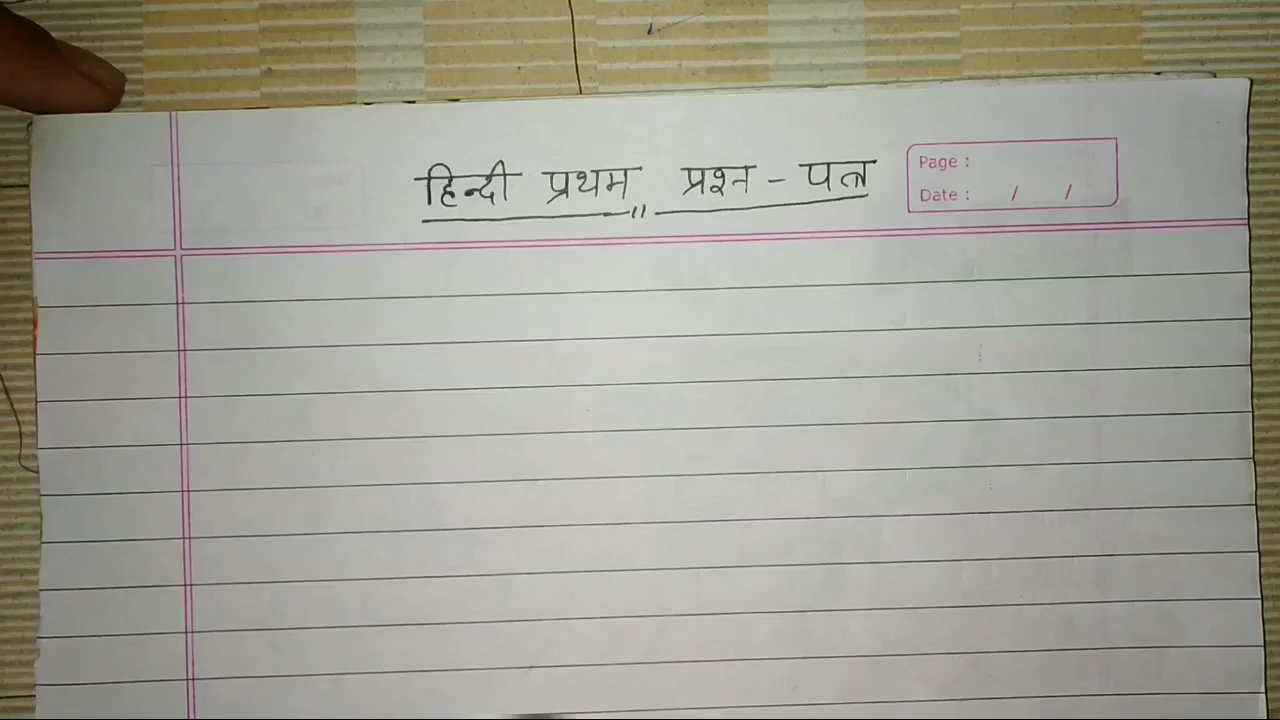 हिन्दी प्रथम प्रश्न - पत्र
Page :
Date : / /